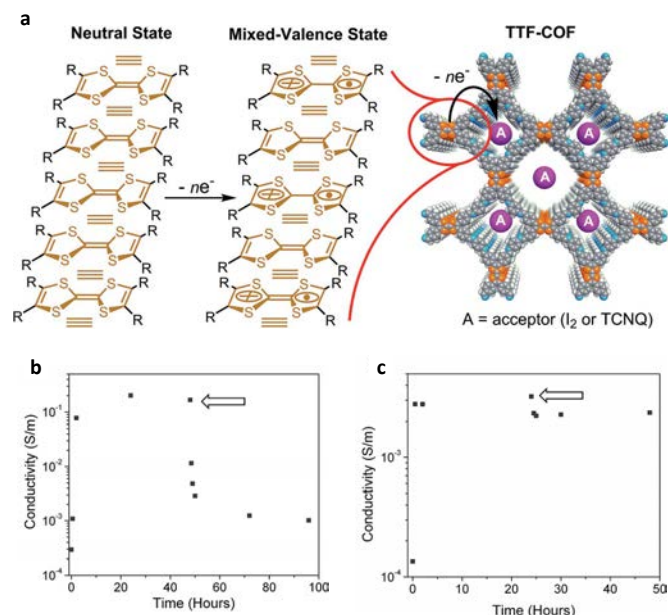 a
Neutral State
Mixed-Valence State
TTF-COF
R S S R
R S S R
R S S R
R S S R
R S S R
R S S R
R S S R
R S S R
R S S R
R S S R
- ne-
R S S R
R S S R
R S S R
R S S R
R S S R
R S S R
R S S R
R S S R
R S S R
R S S R
- ne-
A A
A
A A
A = acceptor (I2 or TCNQ)
b
Conductivity (S/m)
10-1
10-2
10-3
10-4
0 20 40 60 80 100
Time (Hours)
c
Conductivity (S/m)
10-3
10-4
0 10 20 30 40 50
Time (Hours)